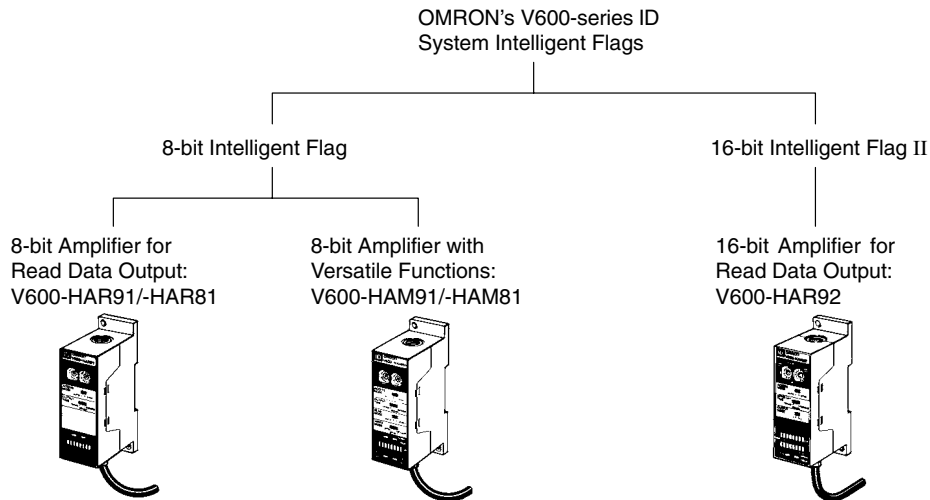 OMRON's V600-series ID
System Intelligent Flags
8-bit Intelligent Flag
16-bit Intelligent Flag II
8-bit Amplifier for
Read Data Output:
V600-HAR91/-HAR81
8-bit Amplifier with
Versatile Functions:
V600-HAM91/-HAM81
16-bit Amplifier for
Read Data Output:
V600-HAR92